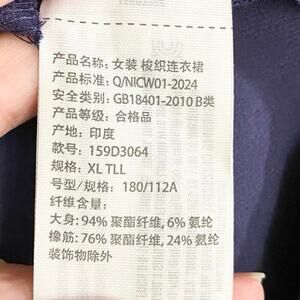 产品名称: 女装 梭织连衣裙
产品标准: Q/NICW01-2024
安全类别: GB18401-2010 B类
产品等级: 合格品
产地: 印度
款号: 159D3064
规格: XL TLL
号型/规格: 180/112A
纤维含量:
大身: 94% 聚酯纤维, 6% 氨纶
橡筋: 76% 聚酯纤维, 24% 氨纶
装饰物除外